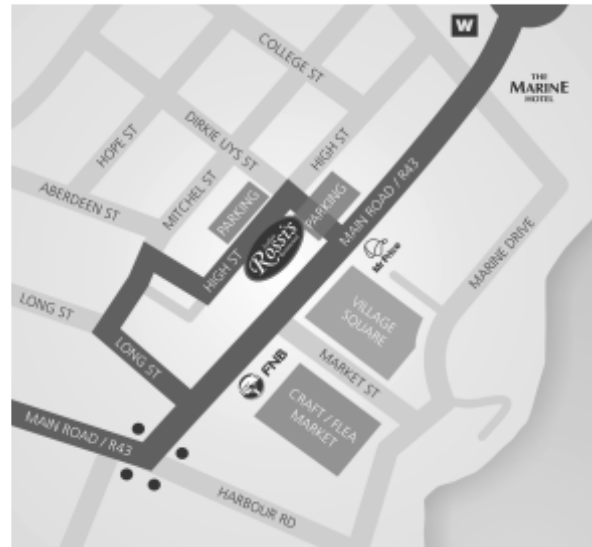 W
COLLEGE ST
THE
MARINE
HOTEL
DIRKIE UYS ST
HIGH ST
HOPE ST
MITCHEL ST
PARKING
PARKING
MAIN ROAD / R43
ABERDEEN ST
Rossi's
Mr Price
MARINE DRIVE
HIGH ST
VILLAGE
SQUARE
LONG ST
LONG ST
FNB
MARKET ST
CRAFT / FLEA
MARKET
MAIN ROAD / R43
HARBOUR RD